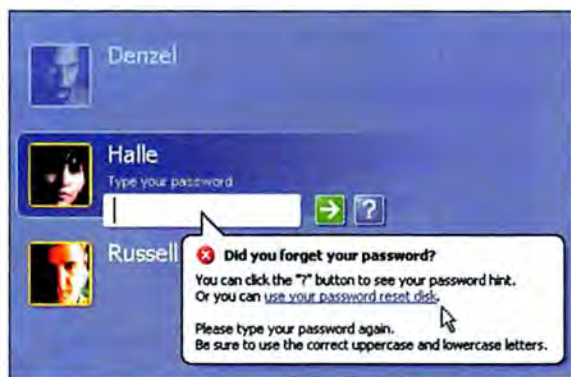 Denzel
Halle
Type your password
?
Russell
Did you forget your password?
You can click the "?" button to see your password hint.
Or you can use your password reset disk.
Please type your password again.
Be sure to use the correct uppercase and lowercase letters.